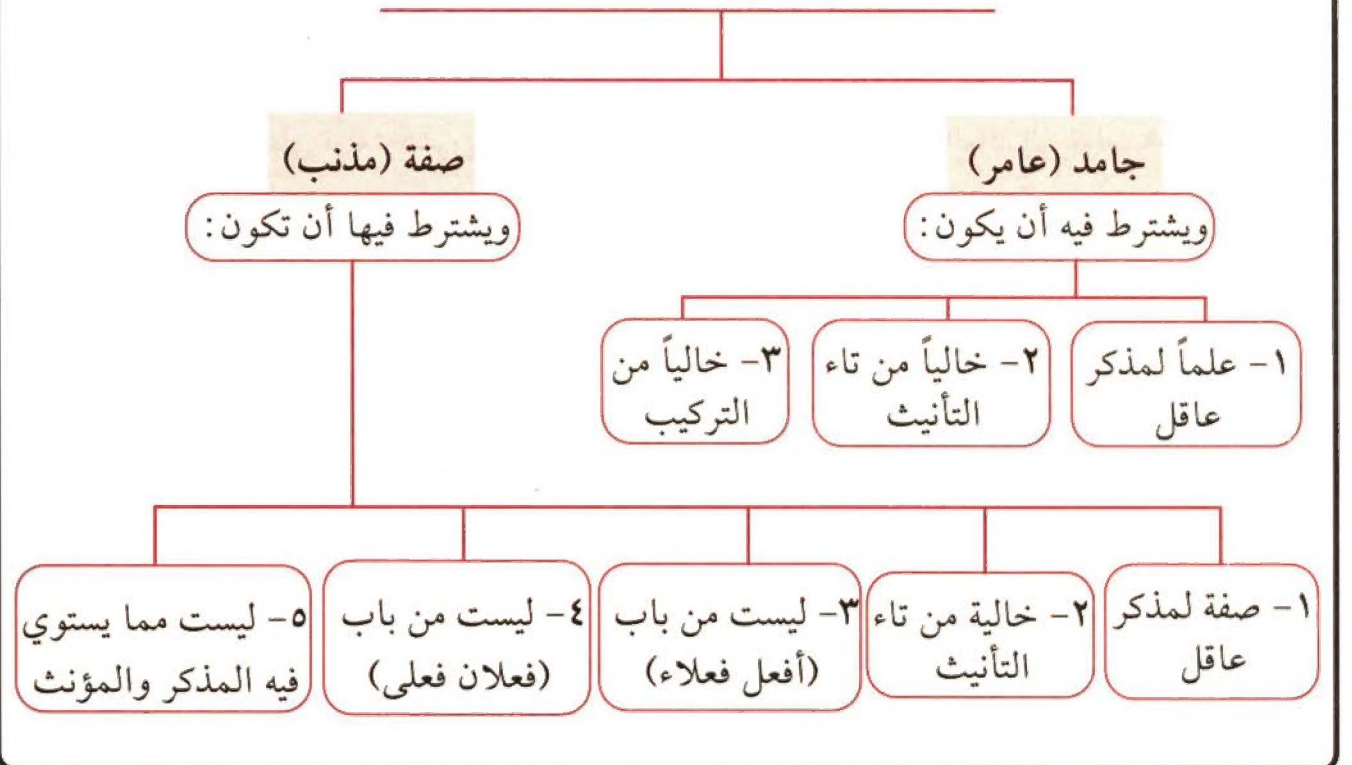 جامد (عامر)
ويشترط فيه أن يكون:
١- علماً لمذكر
عاقل
٢- خالياً من تاء
التأنيث
٣- خالياً من
التركيب
صفة (مذنب)
ويشترط فيها أن تكون:
١- صفة لمذكر
عاقل
٢- خالية من تاء
التأنيث
٣- ليست من باب
(أفعل فعلاء)
٤- ليست من باب
(فعلان فعلى)
٥- ليست مما يستوي
فيه المذكر والمؤنث